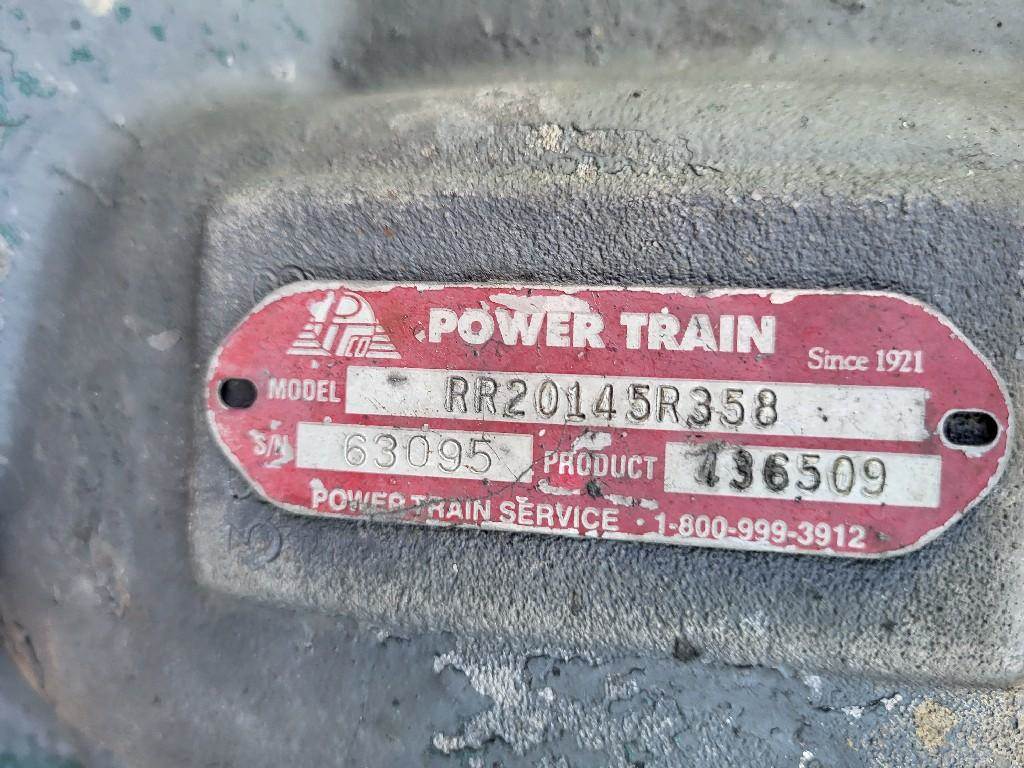 PTCO POWER TRAIN Since 1921
MODEL RR20145R358
S/N 63095 PRODUCT 436509
POWER TRAIN SERVICE · 1-800-999-3912